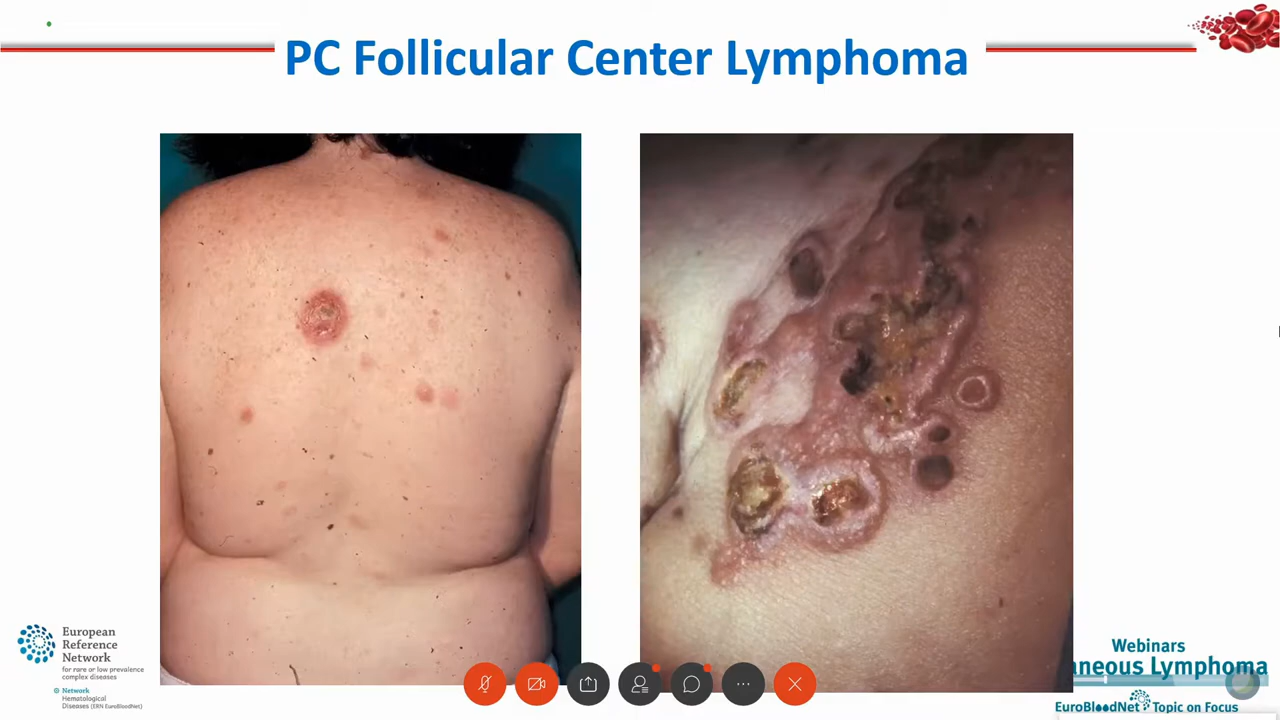 PC Follicular Center Lymphoma
European
Reference
Network
for rare or low prevalence
complex diseases
Network
Hematological
Diseases (ERN EuroBloodNet)
Webinars
aneous Lymphoma
EuroBloodNet Topic on Focus